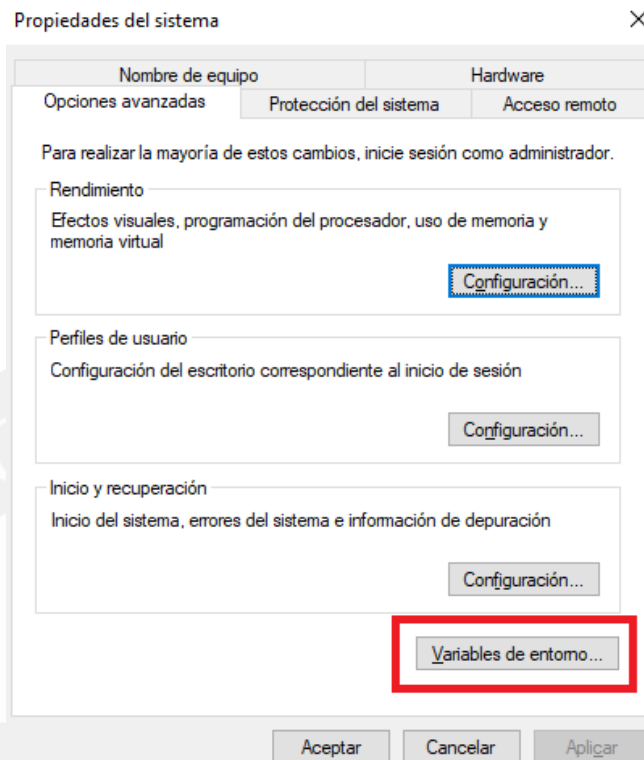 Propiedades del sistema
Nombre de equipo
Hardware
Opciones avanzadas
Protección del sistema
Acceso remoto
Para realizar la mayoría de estos cambios, inicie sesión como administrador.
Rendimiento
Efectos visuales, programación del procesador, uso de memoria y
memoria virtual
Configuración...
Perfiles de usuario
Configuración del escritorio correspondiente al inicio de sesión
Configuración...
Inicio y recuperación
Inicio del sistema, errores del sistema e información de depuración
Configuración...
Variables de entorno...
Aceptar
Cancelar
Aplicar